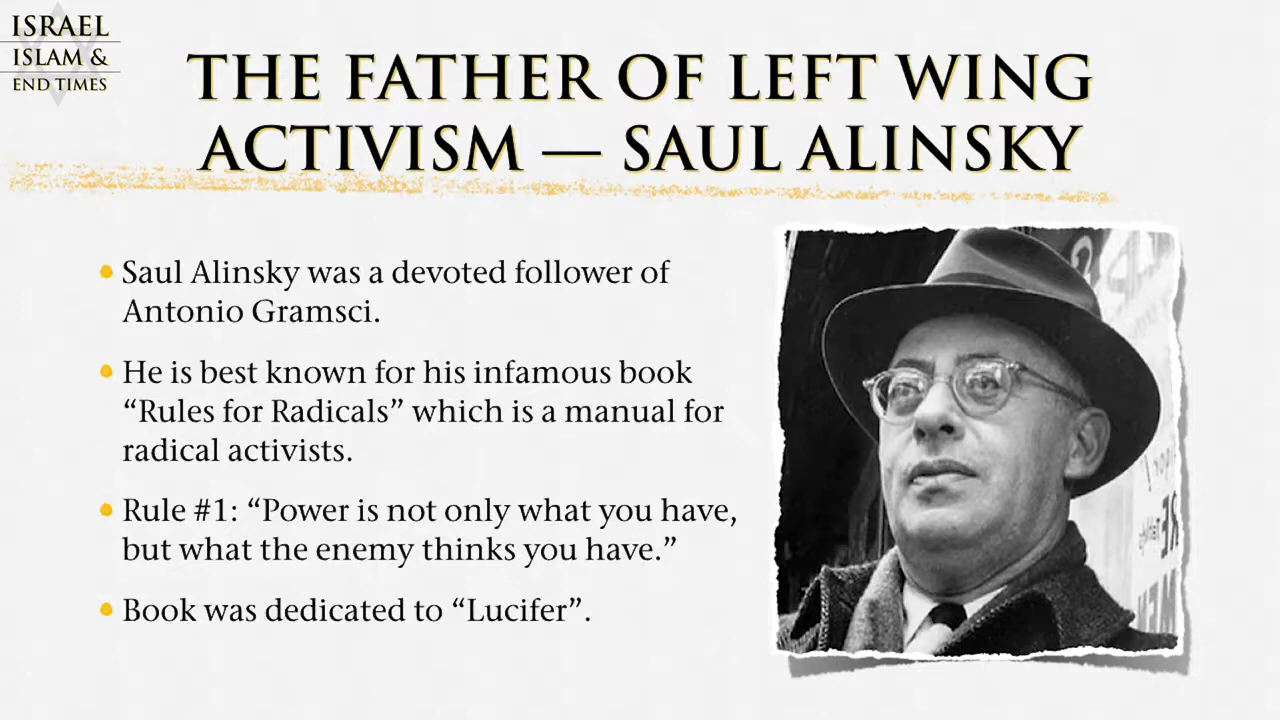 ISRAEL
ISLAM &
END TIMES
THE FATHER OF LEFT WING
ACTIVISM — SAUL ALINSKY
• Saul Alinsky was a devoted follower of
Antonio Gramsci.
• He is best known for his infamous book
“Rules for Radicals” which is a manual for
radical activists.
• Rule #1: “Power is not only what you have,
but what the enemy thinks you have.”
• Book was dedicated to “Lucifer”.